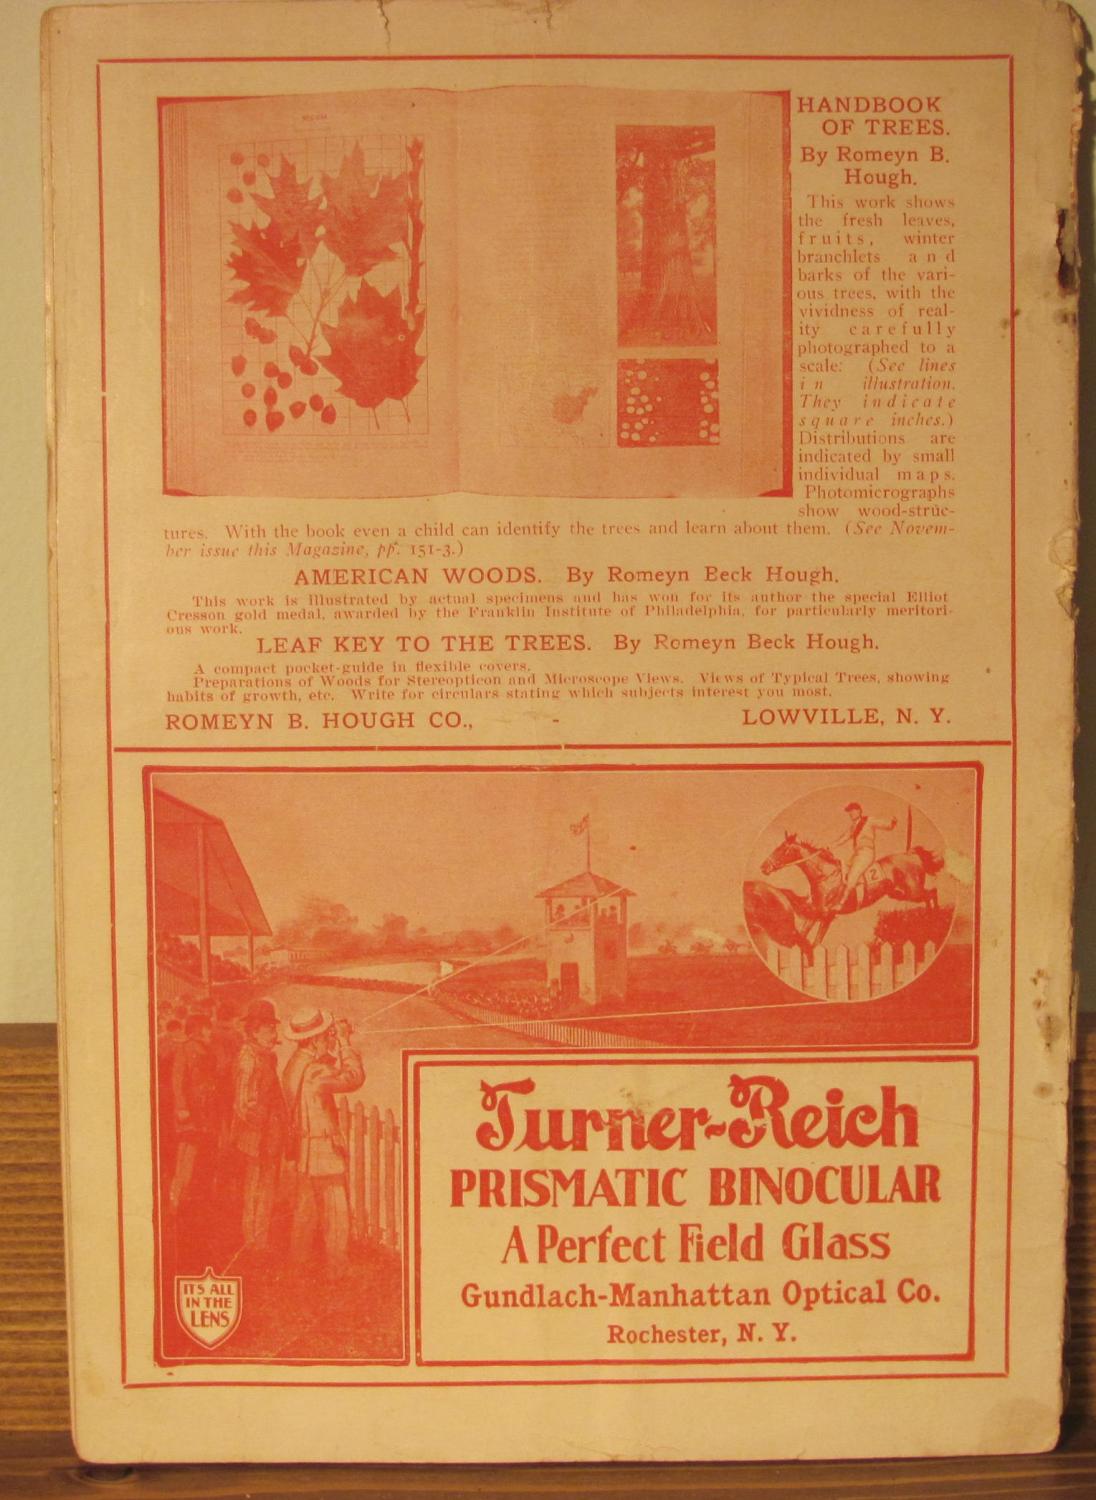 HANDBOOK
OF TREES.
By Romeyn B.
Hough.
This work shows
the fresh leaves,
fruits, winter
branchlets and
barks of the vari-
ous trees, with the
vividness of real-
ity carefully
photographed to a
scale: (See lines
in illustration.
They indicate
square inches.)
Distributions are
indicated by small
individual maps.
Photomicrographs
show wood-struc-
tures. With the book even a child can identify the trees and learn about them. (See Novem-
ber issue this Magazine, pp. 151-3.)
AMERICAN WOODS. By Romeyn Beck Hough.
This work is illustrated by actual specimens and has won for its author the special Elliot
Cresson gold medal, awarded by the Franklin Institute of Philadelphia, for particularly meritori-
ous work.
LEAF KEY TO THE TREES. By Romeyn Beck Hough.
A compact pocket-guide in flexible covers.
Preparations of Woods for Stereopticon and Microscope Views. Views of Typical Trees, showing
habits of growth, etc. Write for circulars stating which subjects interest you most.
ROMEYN B. HOUGH CO., - LOWVILLE, N. Y.
2
Turner-Reich
PRISMATIC BINOCULAR
A Perfect Field Glass
Gundlach-Manhattan Optical Co.
Rochester, N. Y.
ITS ALL
IN THE
LENS